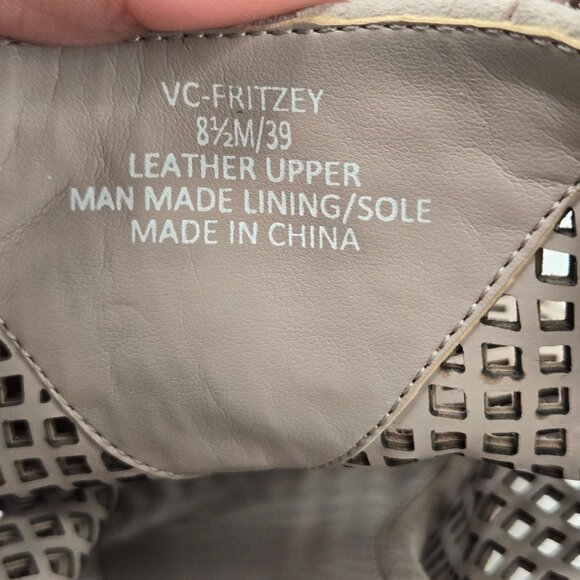 VC-FRITZEY
8½M/39
LEATHER UPPER
MAN MADE LINING/SOLE
MADE IN CHINA